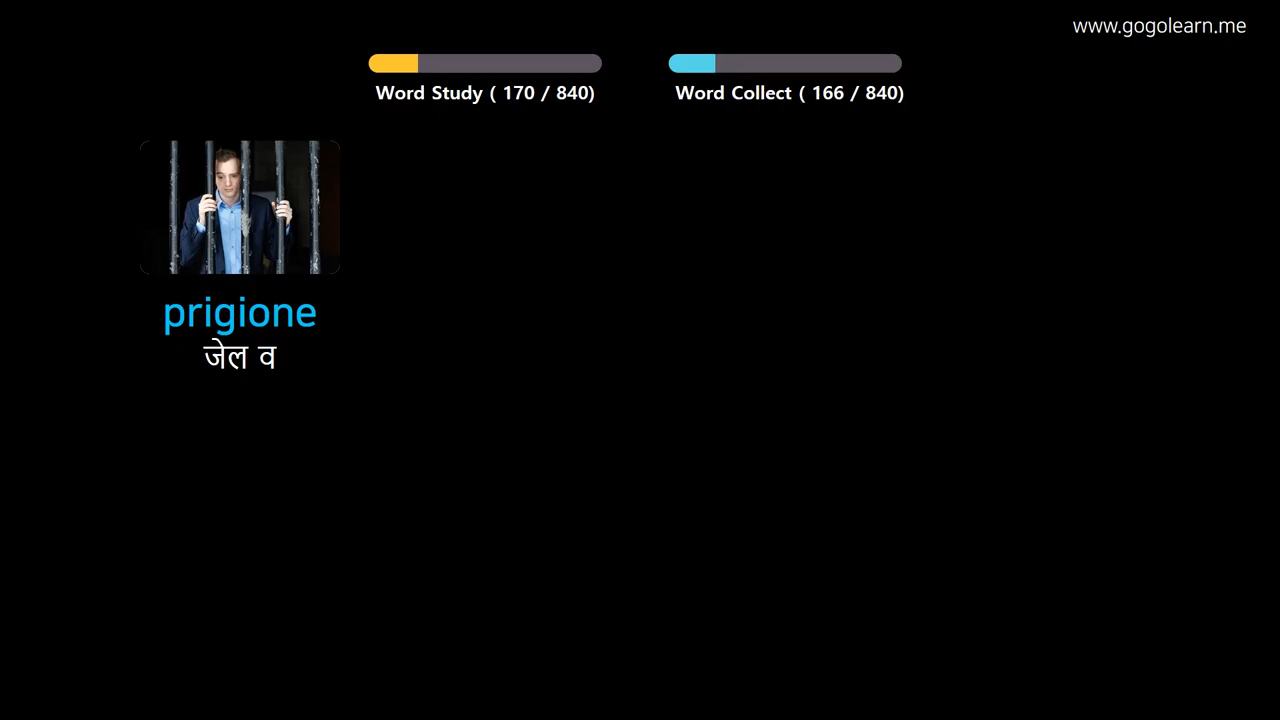 www.gogolearn.me
Word Study ( 170 / 840)
Word Collect ( 166 / 840)
prigione
जेल व